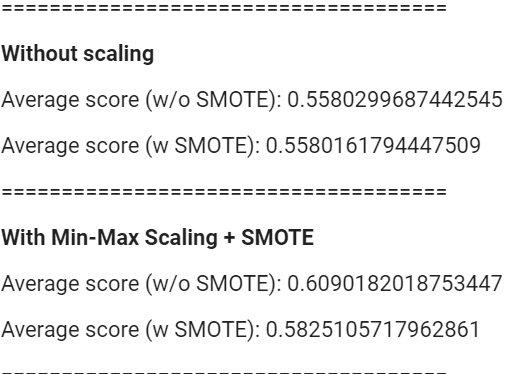 =====================================
Without scaling
Average score (w/o SMOTE): 0.5580299687442545
Average score (w SMOTE): 0.5580161794447509
=====================================
With Min-Max Scaling + SMOTE
Average score (w/o SMOTE): 0.6090182018753447
Average score (w SMOTE): 0.5825105717962861
=====================================